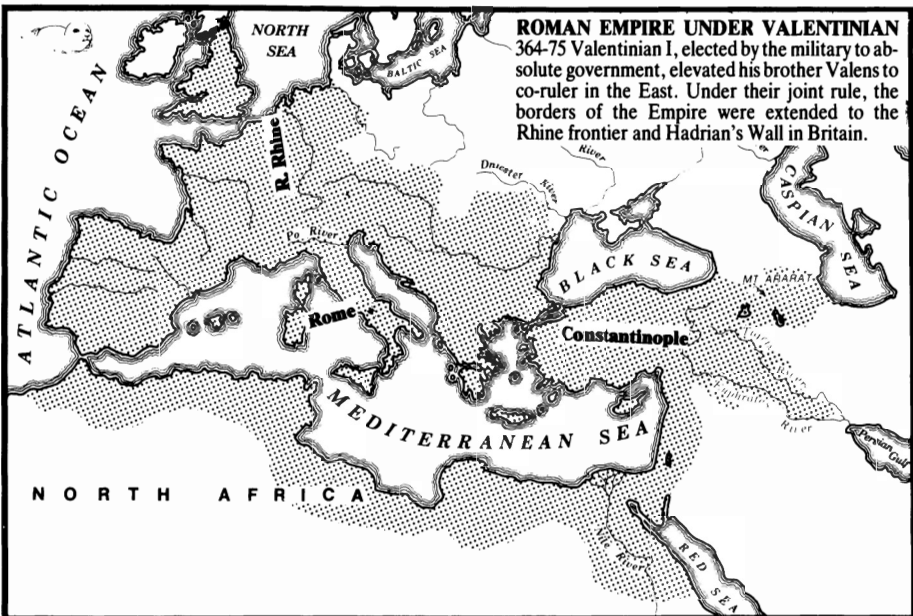 ROMAN EMPIRE UNDER VALENTINIAN
364-75 Valentinian I, elected by the military to ab-
solute government, elevated his brother Valens to
co-ruler in the East. Under their joint rule, the
borders of the Empire were extended to the
Rhine frontier and Hadrian's Wall in Britain.
NORTH
SEA
BALTIC SEA
ATLANTIC OCEAN
R. Rhine
Dniester River
River
CASPIAN
SEA
Po River
BLACK SEA
MT. ARARAT
Rome
Constantinople
MEDITERRANEAN SEA
River
Persian
Gulf
NORTH AFRICA
Nile River
RED SEA